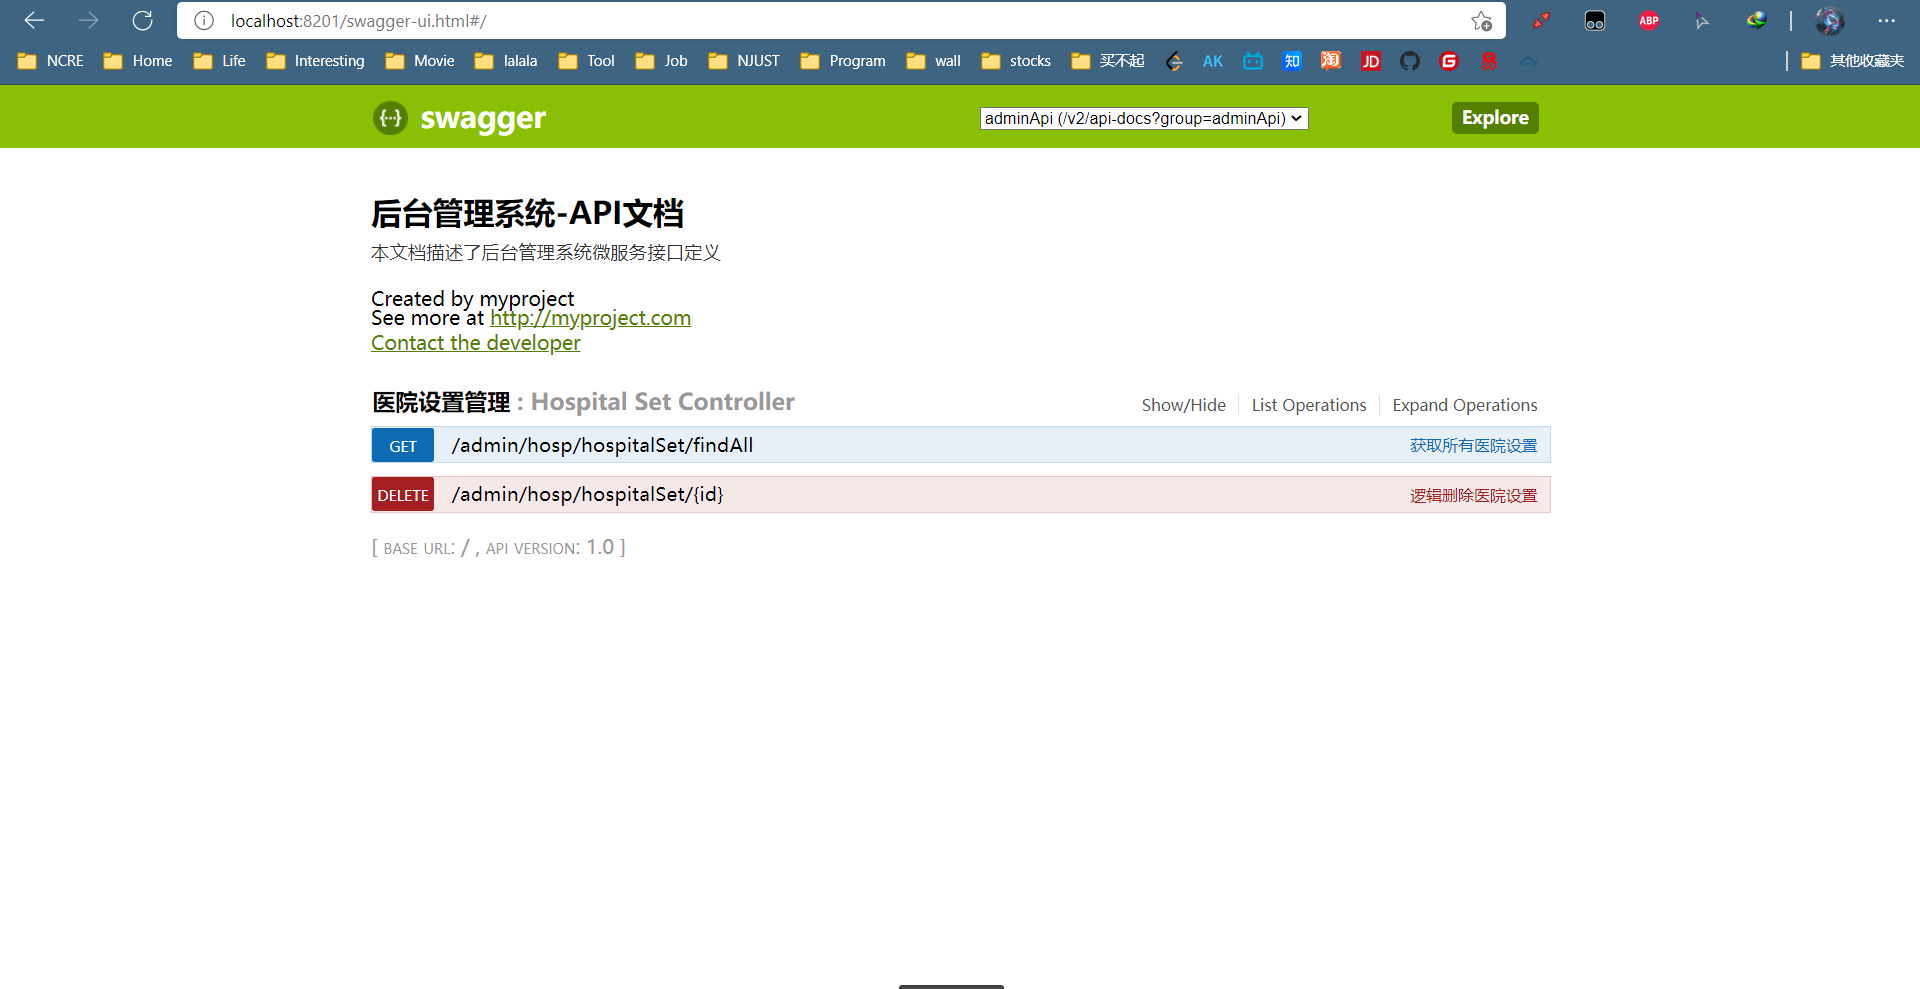 localhost:8201/swagger-ui.html#/
ABP
NCRE Home Life Interesting Movie lalala Tool Job NJUST Program wall stocks 买不起 AK 知 淘 JD G 其他收藏夹
{···} swagger adminApi (/v2/api-docs?group=adminApi) Explore
后台管理系统-API文档
本文档描述了后台管理系统微服务接口定义
Created by myproject
See more at http://myproject.com
Contact the developer
医院设置管理 : Hospital Set Controller Show/Hide List Operations Expand Operations
GET /admin/hosp/hospitalSet/findAll 获取所有医院设置
DELETE /admin/hosp/hospitalSet/{id} 逻辑删除医院设置
[ BASE URL: / , API VERSION: 1.0 ]